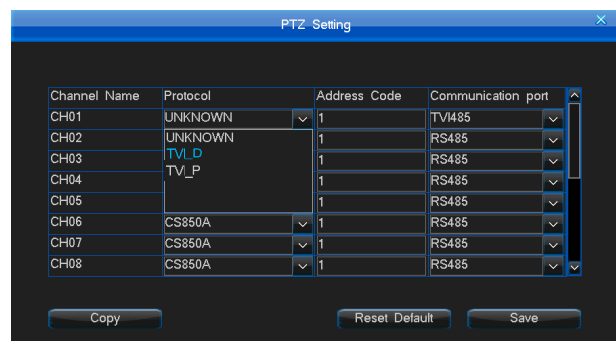 PTZ Setting
Channel Name Protocol Address Code Communication port
CH01 UNKNOWN 1 TVI485
CH02 UNKNOWN 1 RS485
CH03 TVI_D 1 RS485
CH04 TVI_P 1 RS485
CH05 1 RS485
CH06 CS850A 1 RS485
CH07 CS850A 1 RS485
CH08 CS850A 1 RS485
Copy Reset Default Save